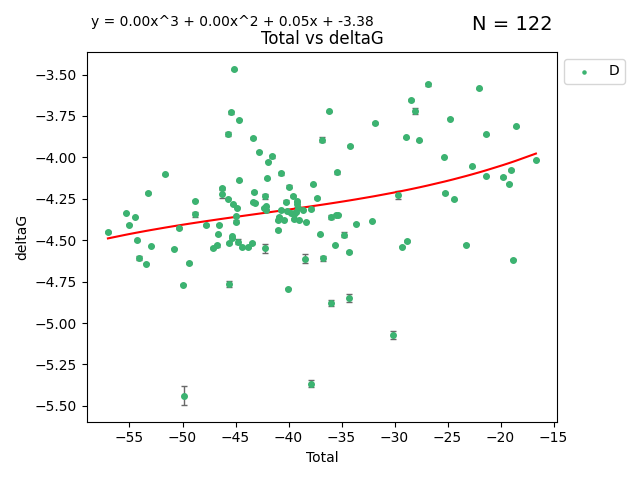 y = 0.00x^3 + 0.00x^2 + 0.05x + -3.38
N = 122
Total vs deltaG
D
−3.50
−3.75
−4.00
−4.25
−4.50
−4.75
−5.00
−5.25
−5.50
deltaG
−55 −50 −45 −40 −35 −30 −25 −20 −15
Total